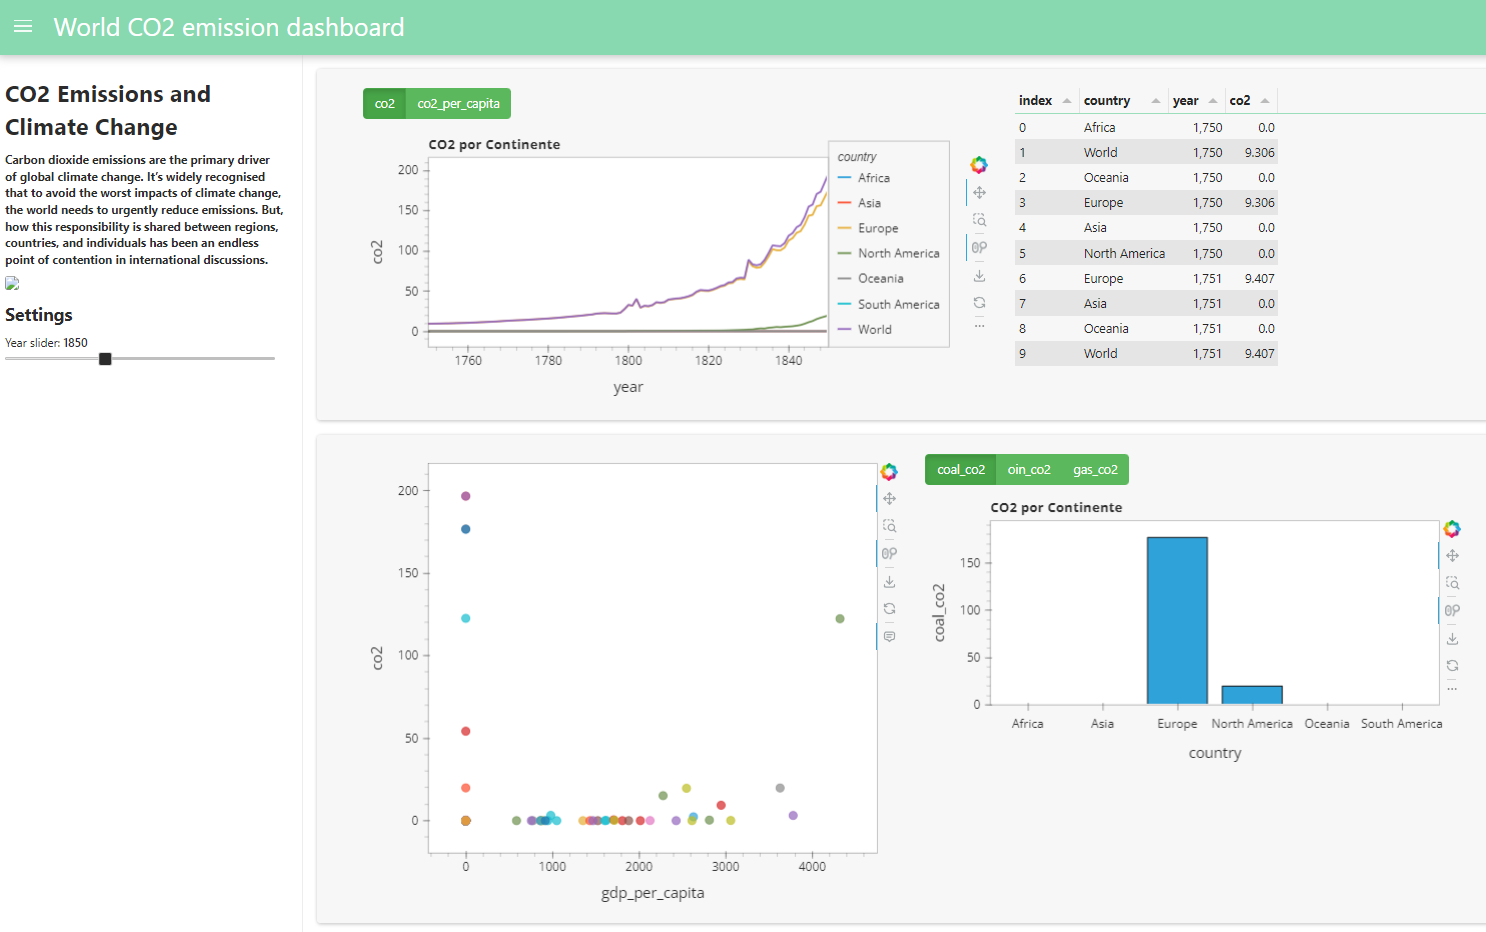 World CO2 emission dashboard
CO2 Emissions and
Climate Change
Carbon dioxide emissions are the primary driver
of global climate change. It's widely recognised
that to avoid the worst impacts of climate change,
the world needs to urgently reduce emissions. But,
how this responsibility is shared between regions,
countries, and individuals has been an endless
point of contention in international discussions.
Settings
Year slider: 1850
co2 co2_per_capita
CO2 por Continente
200
150
100
50
0
co2
1760 1780 1800 1820 1840
year
country
Africa
Asia
Europe
North America
Oceania
South America
World
index country year co2
0 Africa 1,750 0.0
1 World 1,750 9.306
2 Oceania 1,750 0.0
3 Europe 1,750 9.306
4 Asia 1,750 0.0
5 North America 1,750 0.0
6 Europe 1,751 9.407
7 Asia 1,751 0.0
8 Oceania 1,751 0.0
9 World 1,751 9.407
200
150
100
50
0
co2
0 1000 2000 3000 4000
gdp_per_capita
coal_co2 oin_co2 gas_co2
CO2 por Continente
150
100
50
0
coal_co2
Africa Asia Europe North America Oceania South America
country